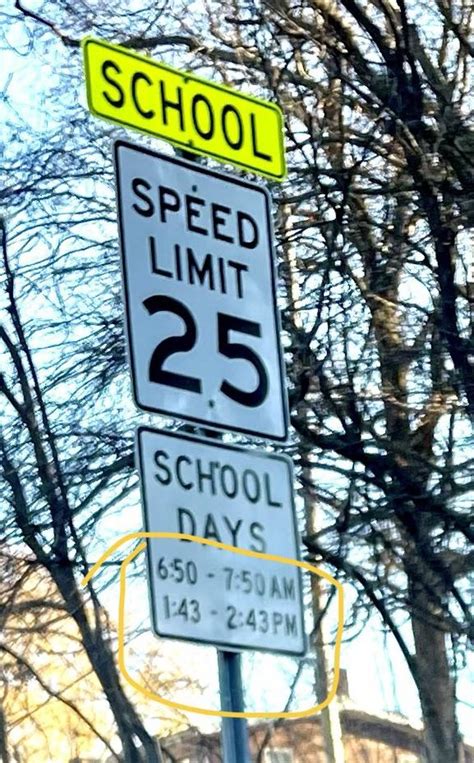 SCHOOL
SPEED
LIMIT
25
SCHOOL
DAYS
6:50 - 7:50 AM
1:43 - 2:43 PM